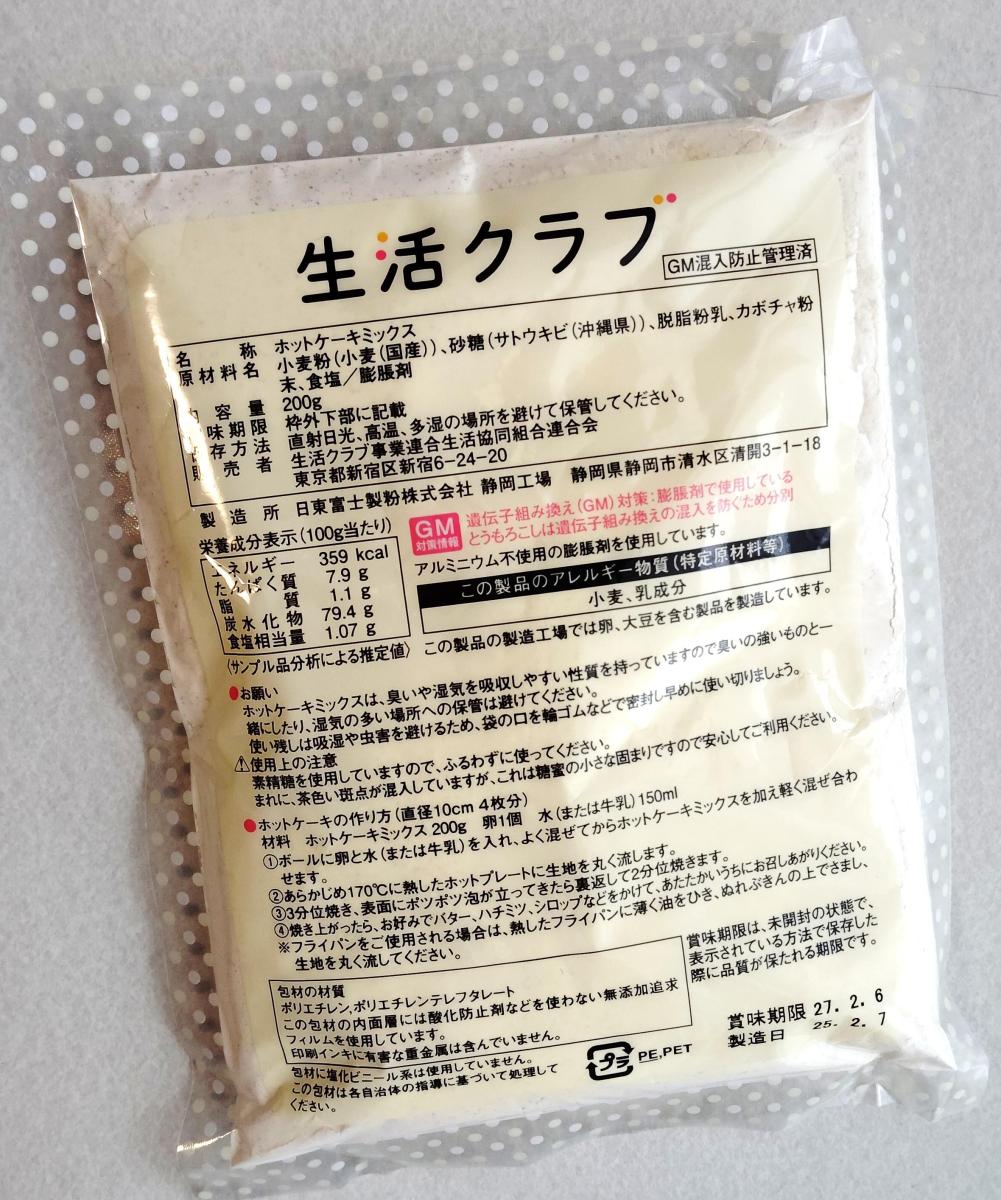 生活クラブ
GM混入防止管理済
名称 ホットケーキミックス
原材料名 小麦粉(小麦(国産))、砂糖(サトウキビ(沖縄県))、脱脂粉乳、カボチャ粉
末、食塩/膨脹剤
内容量 200g
味期限 枠外下部に記載
存方法 直射日光、高温、多湿の場所を避けて保管してください。
販売者 生活クラブ事業連合生活協同組合連合会
東京都新宿区新宿6-24-20
製造所 日東富士製粉株式会社 静岡工場 静岡県静岡市清水区清開3-1-18
栄養成分表示(100g当たり)
エネルギー 359 kcal
たんぱく質 7.9 g
脂質 1.1 g
炭水化物 79.4 g
食塩相当量 1.07 g
〈サンプル品分析による推定値〉
GM
対策情報
遺伝子組み換え(GM)対策:膨脹剤で使用している
とうもろこしは遺伝子組み換えの混入を防ぐため分別
アルミニウム不使用の膨脹剤を使用しています。
この製品のアレルギー物質(特定原材料等)
小麦、乳成分
この製品の製造工場では卵、大豆を含む製品を製造しています。
●お願い
ホットケーキミックスは、臭いや湿気を吸収しやすい性質を持っていますので臭いの強いものと一
緒にしたり、湿気の多い場所への保管は避けてください。
使い残しは吸湿や虫害を避けるため、袋の口を輪ゴムなどで密封し早めに使い切りましょう。
⚠使用上の注意
素精糖を使用していますので、ふるわずに使ってください。
まれに、茶色い斑点が混入していますが、これは糖蜜の小さな固まりですので安心してご利用ください。
●ホットケーキの作り方(直径10cm 4枚分)
材料 ホットケーキミックス 200g 卵1個 水(または牛乳)150ml
①ボールに卵と水(または牛乳)を入れ、よく混ぜてからホットケーキミックスを加え軽く混ぜ合わ
せます。
②あらかじめ170℃に熱したホットプレートに生地を丸く流します。
③3分位焼き、表面にポツポツ泡が立ってきたら裏返して2分位焼きます。
④焼き上がったら、お好みでバター、ハチミツ、シロップなどをかけて、あたたかいうちにお召しあがりください。
※フライパンをご使用される場合は、熱したフライパンに薄く油をひき、ぬれぶきんの上でさまし、
生地を丸く流してください。
包材の材質
ポリエチレン,ポリエチレンテレフタレート
この包材の内面層には酸化防止剤などを使わない無添加追求
フィルムを使用しています。
印刷インキに有害な重金属は含んでいません。
包材に塩化ビニール系は使用していません。
この包材は各自治体の指導に基づいて処理して
ください。
プラ PE,PET
賞味期限は、未開封の状態で、
表示されている方法で保存した
際に品質が保たれる期限です。
賞味期限 27.2.6
製造日 25.2.7